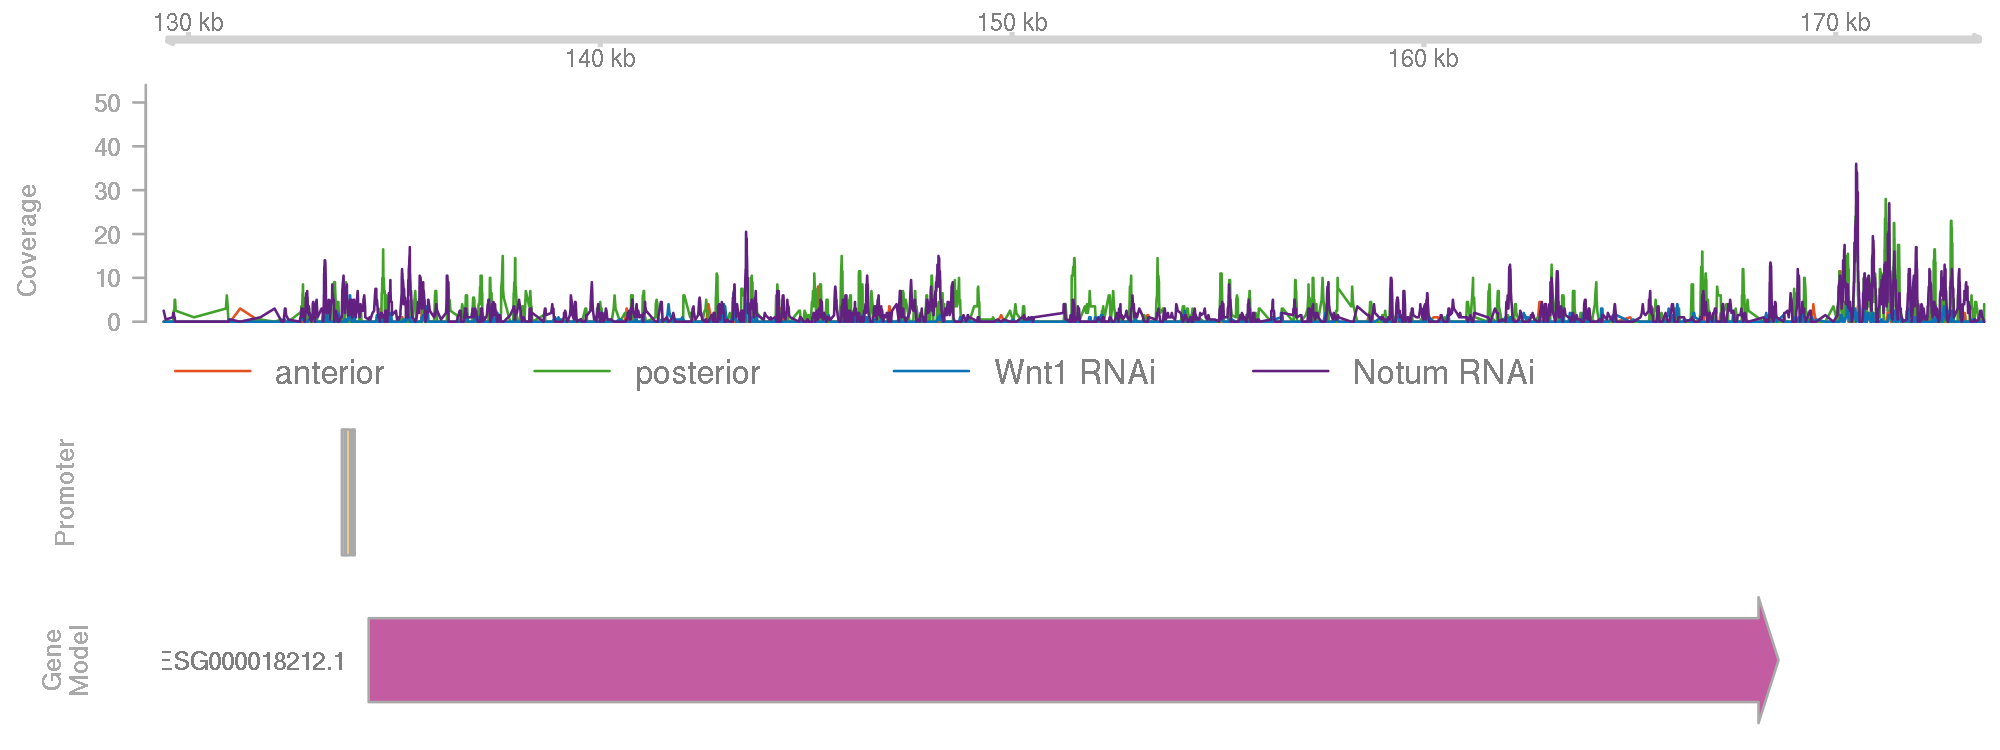 130 kb 150 kb 170 kb
140 kb 160 kb
Coverage
50
40
30
20
10
0
anterior posterior Wnt1 RNAi Notum RNAi
Promoter
Gene
Model
ESG000018212.1